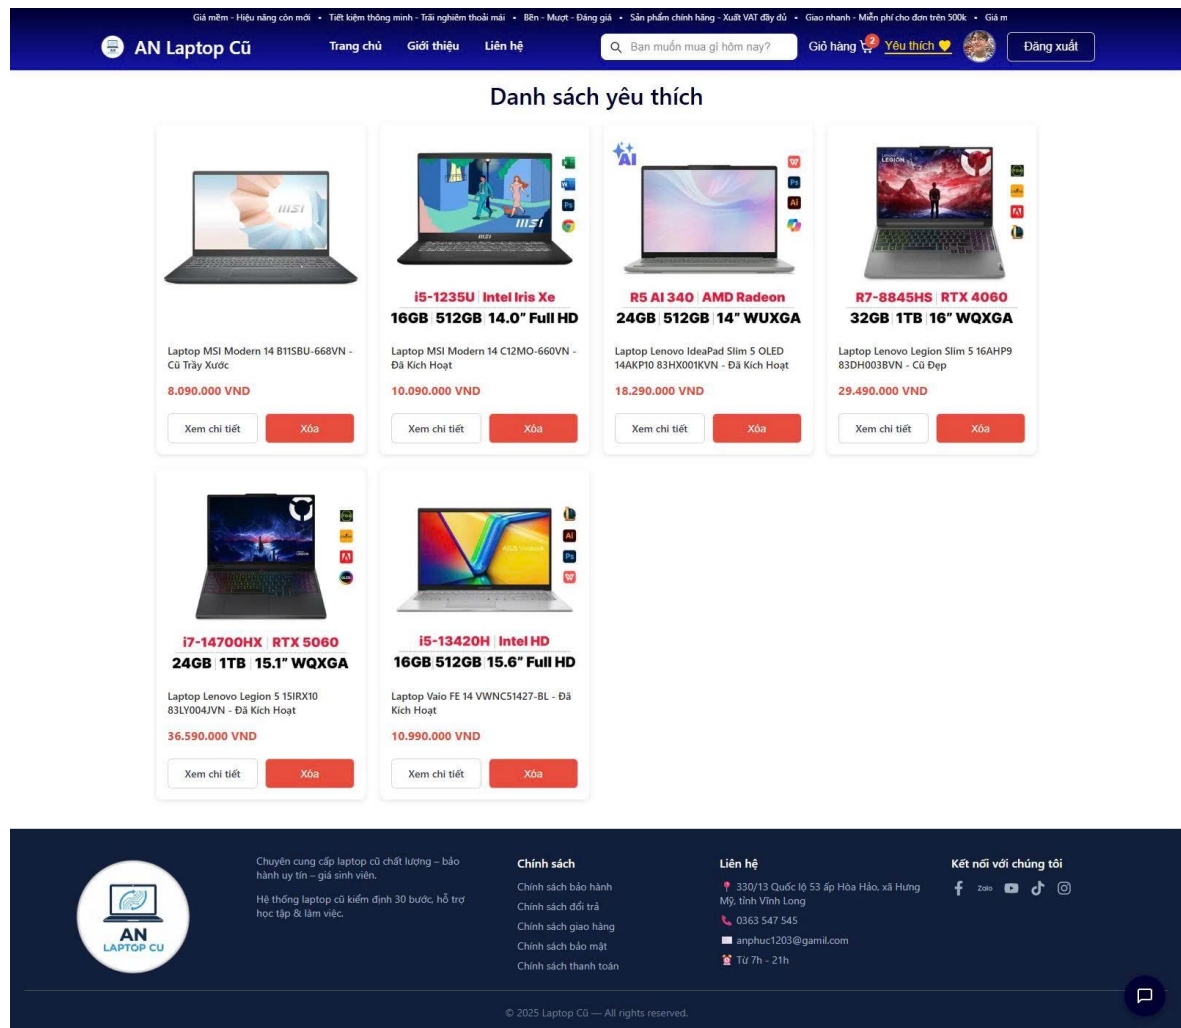 Giá mềm - Hiệu năng còn mới • Tiết kiệm thông minh - Trải nghiệm thoải mái • Bền - Mượt - Đáng giá • Sản phẩm chính hãng - Xuất VAT đầy đủ • Giao nhanh - Miễn phí cho đơn trên 500k • Giá m
AN Laptop Cũ Trang chủ Giới thiệu Liên hệ Bạn muốn mua gì hôm nay? Giỏ hàng 2 Yêu thích Đăng xuất
Danh sách yêu thích
msi
msi
i5-1235U Intel Iris Xe
16GB 512GB 14.0" Full HD
AI
R5 AI 340 AMD Radeon
24GB 512GB 14" WUXGA
LEGION
R7-8845HS RTX 4060
32GB 1TB 16" WQXGA
Laptop MSI Modern 14 B11SBU-668VN -
Cũ Trầy Xước
8.090.000 VND
Xem chi tiết Xóa
Laptop MSI Modern 14 C12MO-660VN -
Đã Kích Hoạt
10.090.000 VND
Xem chi tiết Xóa
Laptop Lenovo IdeaPad Slim 5 OLED
14AKP10 83HX001KVN - Đã Kích Hoạt
18.290.000 VND
Xem chi tiết Xóa
Laptop Lenovo Legion Slim 5 16AHP9
83DH003BVN - Cũ Đẹp
29.490.000 VND
Xem chi tiết Xóa
i7-14700HX RTX 5060
24GB 1TB 15.1" WQXGA
Laptop Lenovo Legion 5 15IRX10
83LY004JVN - Đã Kích Hoạt
36.590.000 VND
Xem chi tiết Xóa
i5-13420H Intel HD
16GB 512GB 15.6" Full HD
Laptop Vaio FE 14 VWNC51427-BL - Đã
Kích Hoạt
10.990.000 VND
Xem chi tiết Xóa
AN
LAPTOP CU
Chuyên cung cấp laptop cũ chất lượng – bảo
hành uy tín – giá sinh viên.
Hệ thống laptop cũ kiểm định 30 bước, hỗ trợ
học tập & làm việc.
Chính sách
Chính sách bảo hành
Chính sách đổi trả
Chính sách giao hàng
Chính sách bảo mật
Chính sách thanh toán
Liên hệ
330/13 Quốc lộ 53 ấp Hòa Hảo, xã Hưng
Mỹ, tỉnh Vĩnh Long
0363 547 545
anphuc1203@gamil.com
Từ 7h - 21h
Kết nối với chúng tôi
Zalo
© 2025 Laptop Cũ — All rights reserved.